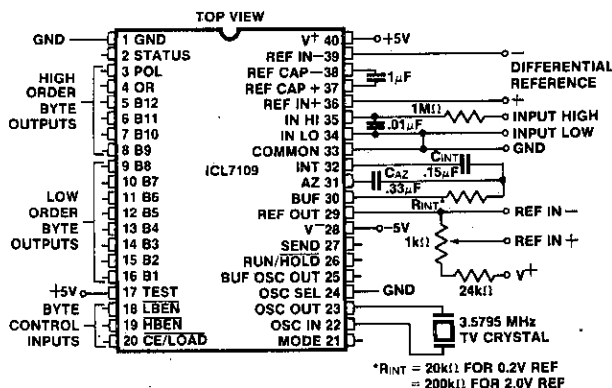 TOP VIEW
GND
1 GND
2 STATUS
3 POL
4 OR
5 B12
6 B11
7 B10
8 B9
9 B8
10 B7
11 B6
12 B5
13 B4
14 B3
15 B2
16 B1
17 TEST
18 LBEN
19 HBEN
20 CE/LOAD
HIGH
ORDER
BYTE
OUTPUTS
LOW
ORDER
BYTE
OUTPUTS
+5V
BYTE
CONTROL
INPUTS
ICL7109
V+ 40
REF IN− 39
REF CAP− 38
REF CAP + 37
REF IN+ 36
IN HI 35
IN LO 34
COMMON 33
INT 32
AZ 31
BUF 30
REF OUT 29
V− 28
SEND 27
RUN/HOLD 26
BUF OSC OUT 25
OSC SEL 24
OSC OUT 23
OSC IN 22
MODE 21
+5V
−
DIFFERENTIAL
REFERENCE
+
1µF
1MΩ
.01µF
INPUT HIGH
INPUT LOW
GND
CINT
.15µF
CAZ
.33µF
RINT*
REF IN −
1kΩ
REF IN +
−5V
V+
24kΩ
GND
3.5795 MHz
TV CRYSTAL
*RINT = 20kΩ FOR 0.2V REF
= 200kΩ FOR 2.0V REF